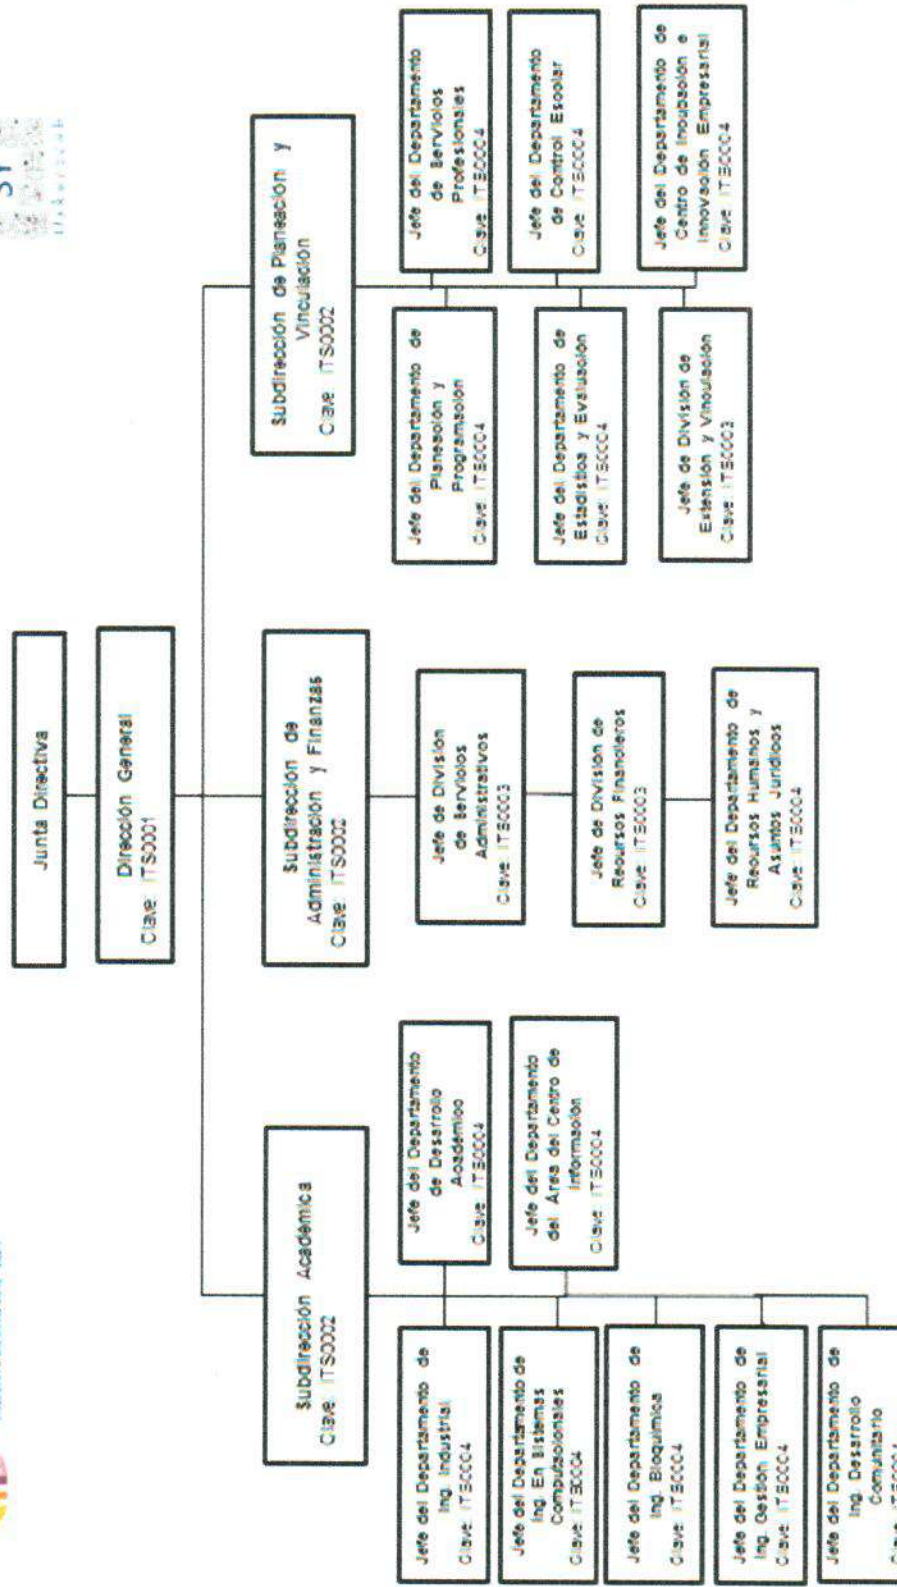 Junta Directiva
Dirección General
Clave: ITS0001
Subdirección Académica
Clave: ITS0002
Subdirección de
Administración y Finanzas
Clave: ITS0002
Subdirección de Planeación y
Vinculación
Clave: ITS0002
Jefe del Departamento de
Ing. Industrial
Clave: ITS0004
Jefe del Departamento de
Ing. En Sistemas
Computacionales
Clave: ITS0004
Jefe del Departamento de
Ing. Bioquímica
Clave: ITS0004
Jefe del Departamento de
Ing. Gestión Empresarial
Clave: ITS0004
Jefe del Departamento de
Ing. Desarrollo
Comunitario
Clave: ITS0004
Jefe del Departamento
de Desarrollo
Académico
Clave: ITS0004
Jefe del Departamento
del Área del Centro de
Información
Clave: ITS0004
Jefe de División
de Servicios
Administrativos
Clave: ITS0003
Jefe de División de
Recursos Financieros
Clave: ITS0003
Jefe del Departamento de
Recursos Humanos y
Asuntos Jurídicos
Clave: ITS0004
Jefe del Departamento de
Planeación y
Programación
Clave: ITS0004
Jefe del Departamento de
Estadística y Evaluación
Clave: ITS0004
Jefe de División de
Extensión y Vinculación
Clave: ITS0003
Jefe del Departamento
de Servicios
Profesionales
Clave: ITS0004
Jefe del Departamento
de Control Escolar
Clave: ITS0004
Jefe del Departamento de
Centro de Incubación e
Innovación Empresarial
Clave: ITS0004